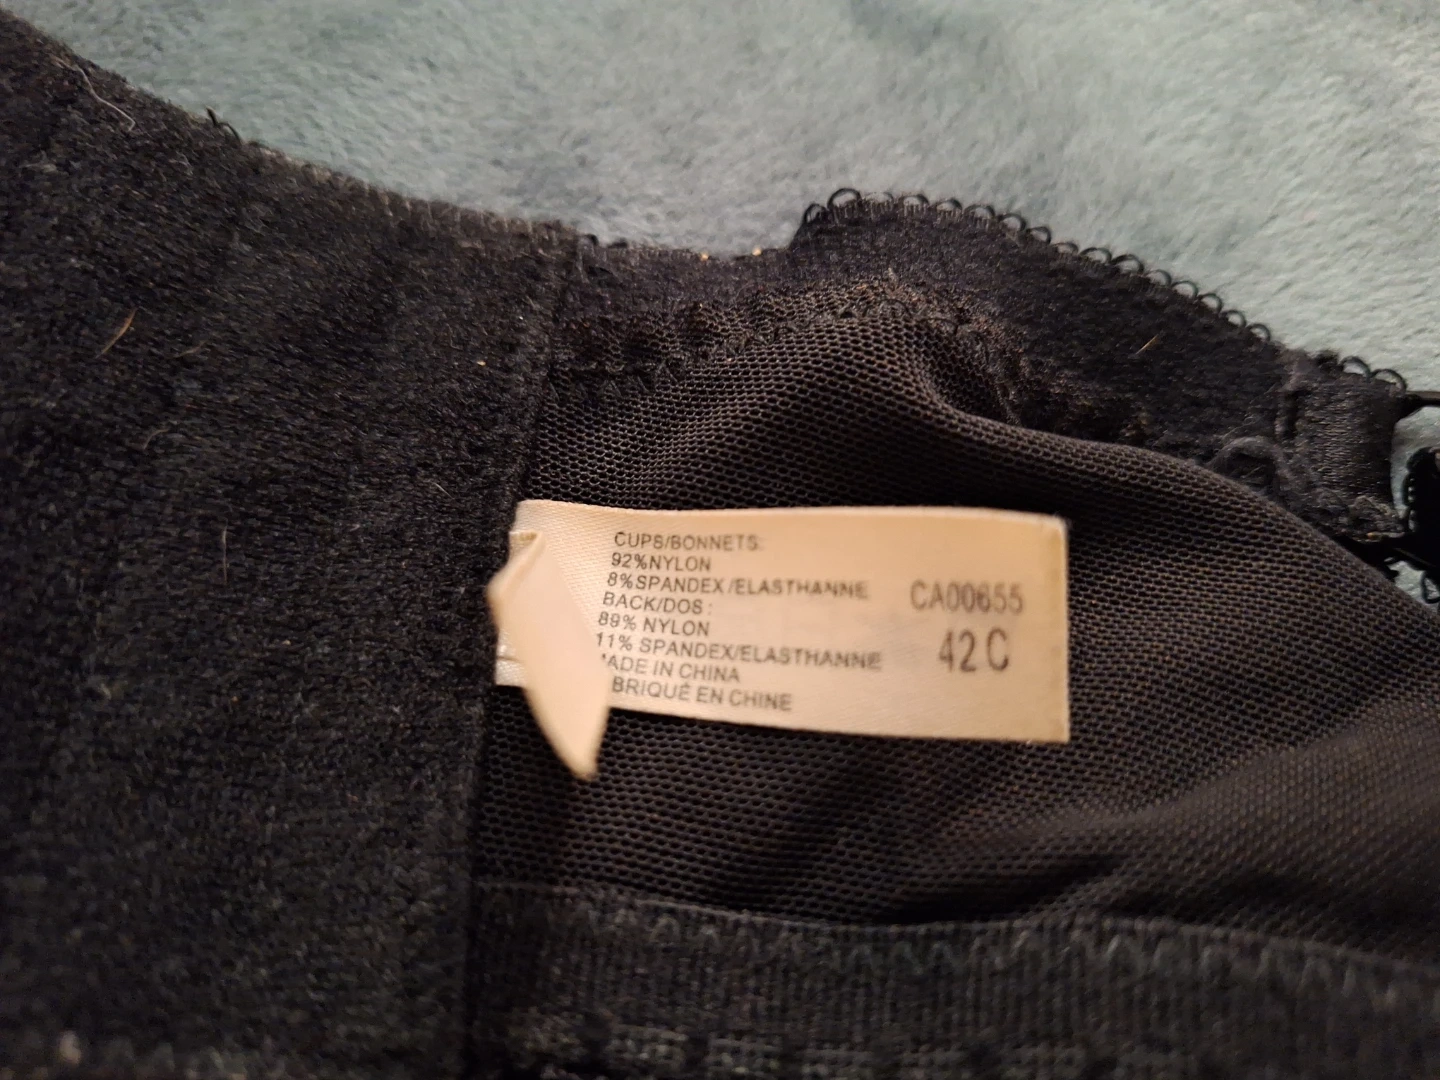 CUPS/BONNETS:
92%NYLON
8%SPANDEX/ELASTHANNE
BACK/DOS:
89% NYLON
11% SPANDEX/ELASTHANNE
ADE IN CHINA
BRIQUÉ EN CHINE
CA00655
42 C